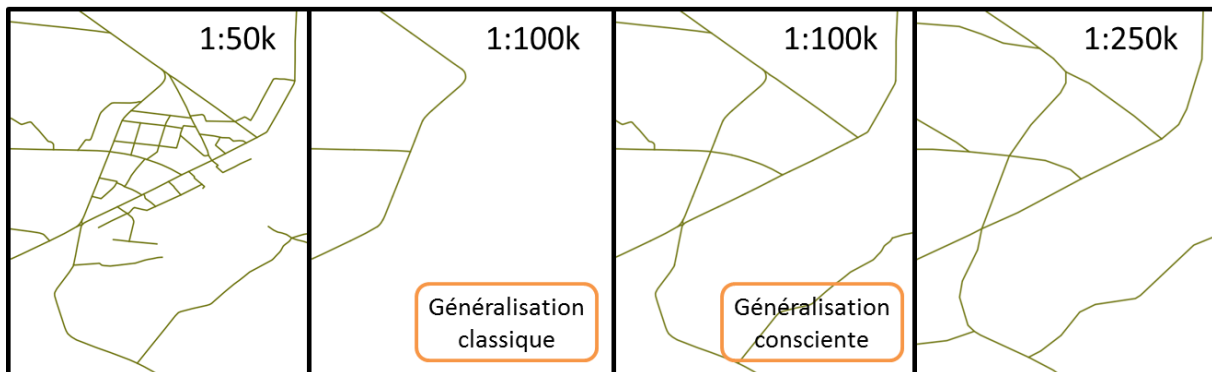 1:50k
1:100k
1:100k
1:250k
Généralisation
classique
Généralisation
consciente